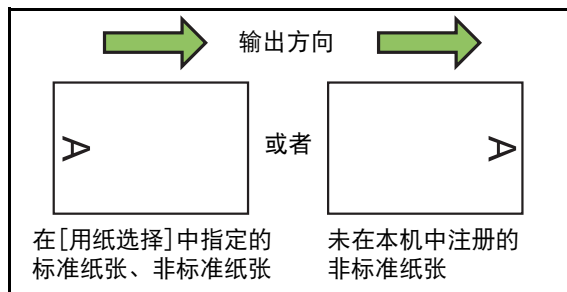 输出方向
A
或者
A
在[用纸选择]中指定的
标准纸张、非标准纸张
未在本机中注册的
非标准纸张